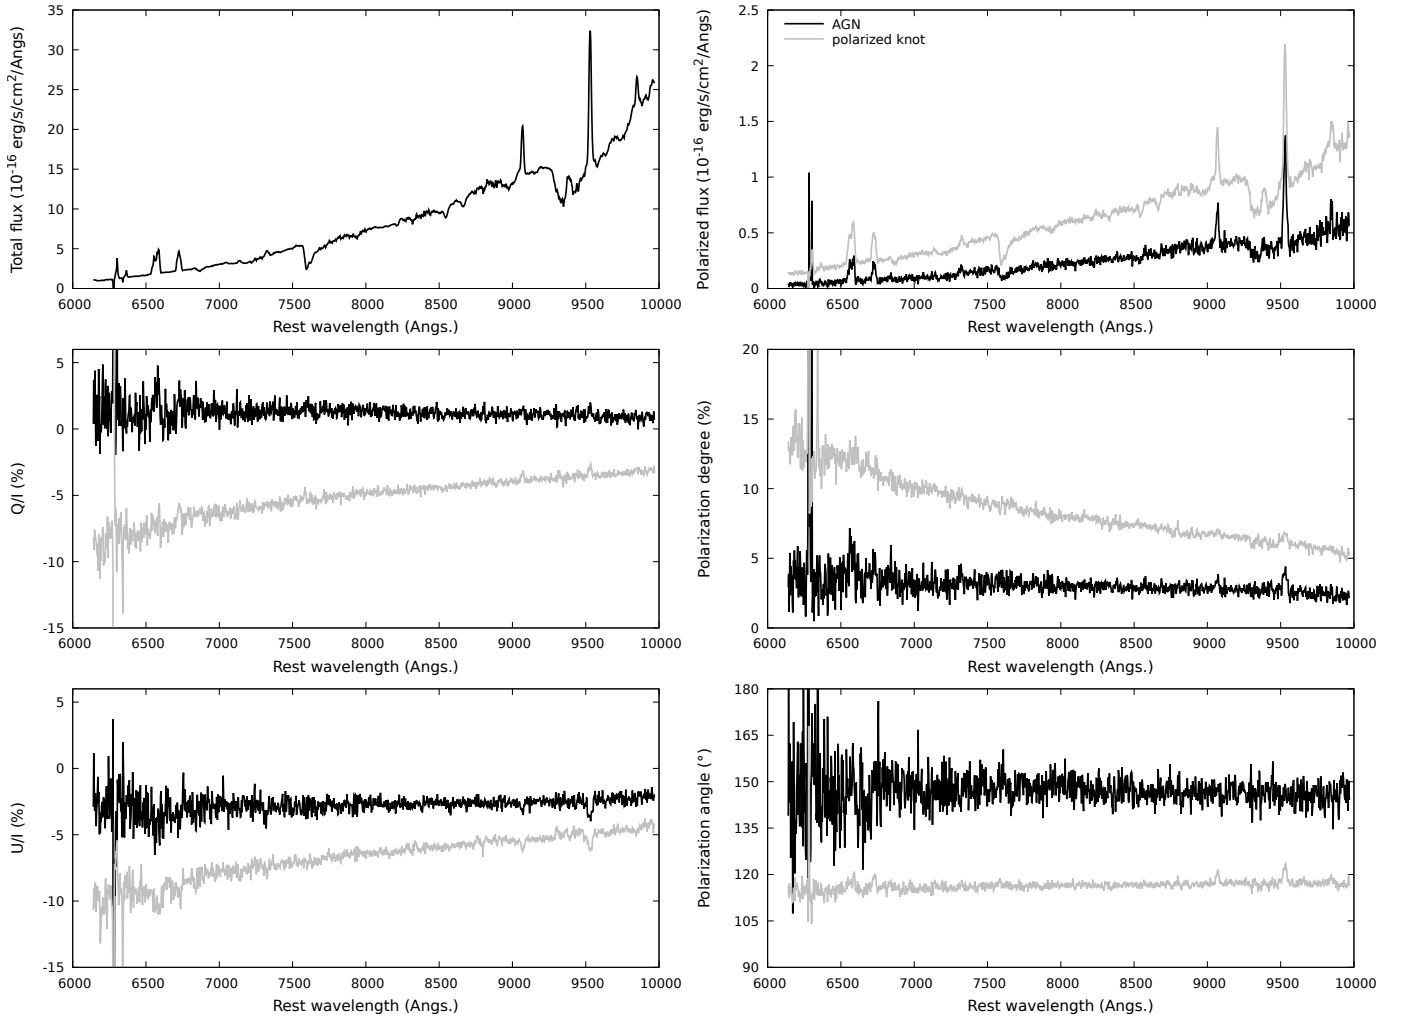 Total flux (10-16 erg/s/cm2/Angs)
35
30
25
20
15
10
5
0
6000 6500 7000 7500 8000 8500 9000 9500 10000
Rest wavelength (Angs.)
Polarized flux (10-16 erg/s/cm2/Angs)
2.5
2
1.5
1
0.5
0
AGN
polarized knot
6000 6500 7000 7500 8000 8500 9000 9500 10000
Rest wavelength (Angs.)
Q/I (%)
5
0
-5
-10
-15
6000 6500 7000 7500 8000 8500 9000 9500 10000
Rest wavelength (Angs.)
Polarization degree (%)
20
15
10
5
0
6000 6500 7000 7500 8000 8500 9000 9500 10000
Rest wavelength (Angs.)
U/I (%)
5
0
-5
-10
-15
6000 6500 7000 7500 8000 8500 9000 9500 10000
Rest wavelength (Angs.)
Polarization angle (°)
180
165
150
135
120
105
90
6000 6500 7000 7500 8000 8500 9000 9500 10000
Rest wavelength (Angs.)